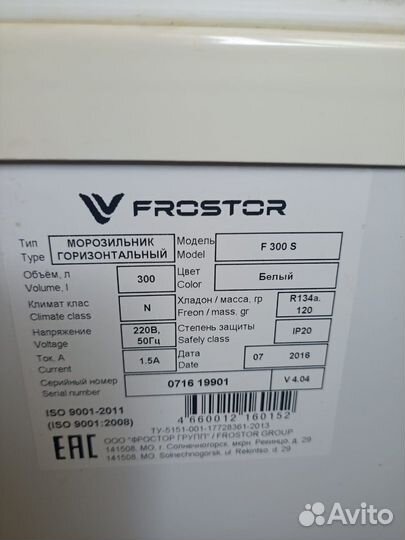 FROSTOR
Тип МОРОЗИЛЬНИК Модель F 300 S
Type ГОРИЗОНТАЛЬНЫЙ Model
Объём, л 300 Цвет Белый
Volume, l Color
Климат клас N Хладон / масса, гр R134a.
Climate class Freon / mass. gr 120
Напряжение 220В, Степень защиты IP20
Voltage 50Гц Safely class
Ток. А 1.5A Дата 07 2016
Current Date
Серийный номер 0716 19901 V 4.04
Serial number
ISO 9001-2011
(ISO 9001:2008) 4 660012 160152
ТУ-5151-001-17728361-2013
EAC ООО "ФРОСТОР ГРУПП" / FROSTOR GROUP
141508. МО, г. Солнечногорск, мкрн. Рекинцо, д. 29
141508. MO. Solnechnogorsk, ul. Rekintso, d. 29
Avito